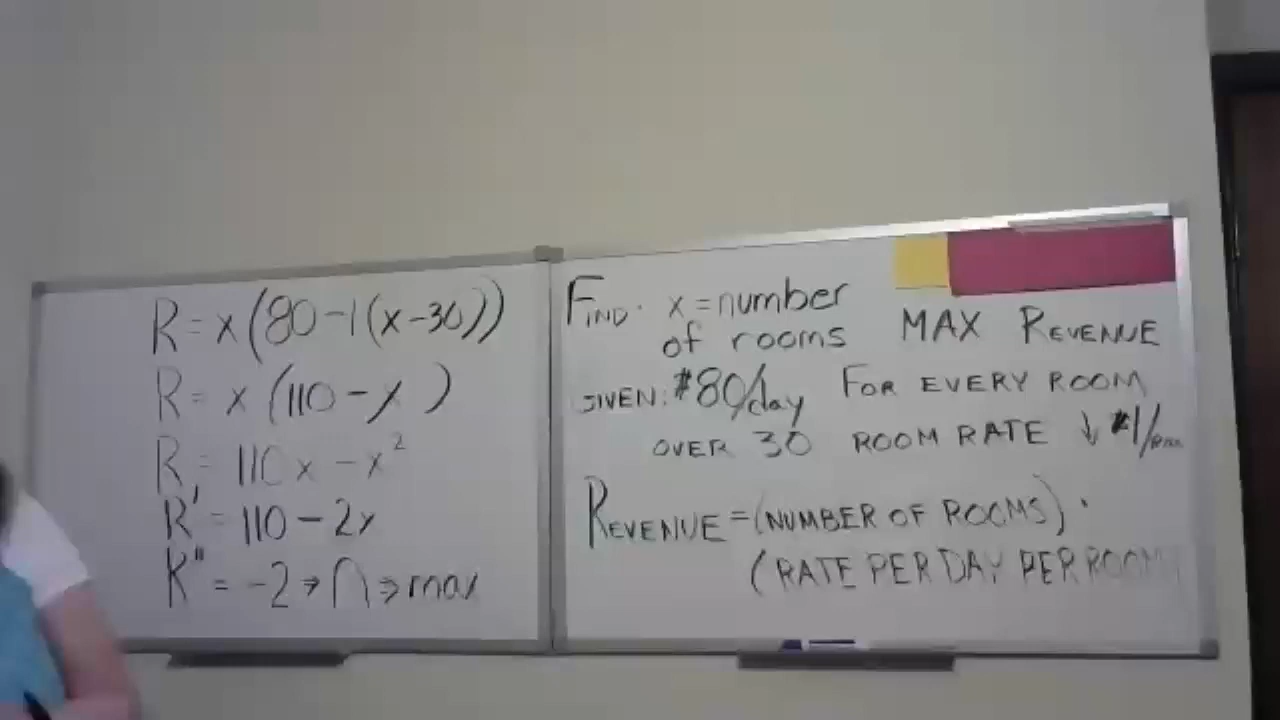 R = x(80-1(x-30))
R = x(110-x)
R = 110x - x²
R' = 110 - 2x
R" = -2 ⇒ ∩ ⇒ max
FIND: x = number
of rooms MAX REVENUE
GIVEN: $80/day FOR EVERY ROOM
OVER 30 ROOM RATE ↓ $1/
REVENUE = (NUMBER OF ROOMS) ·
(RATE PER DAY PER ROOM